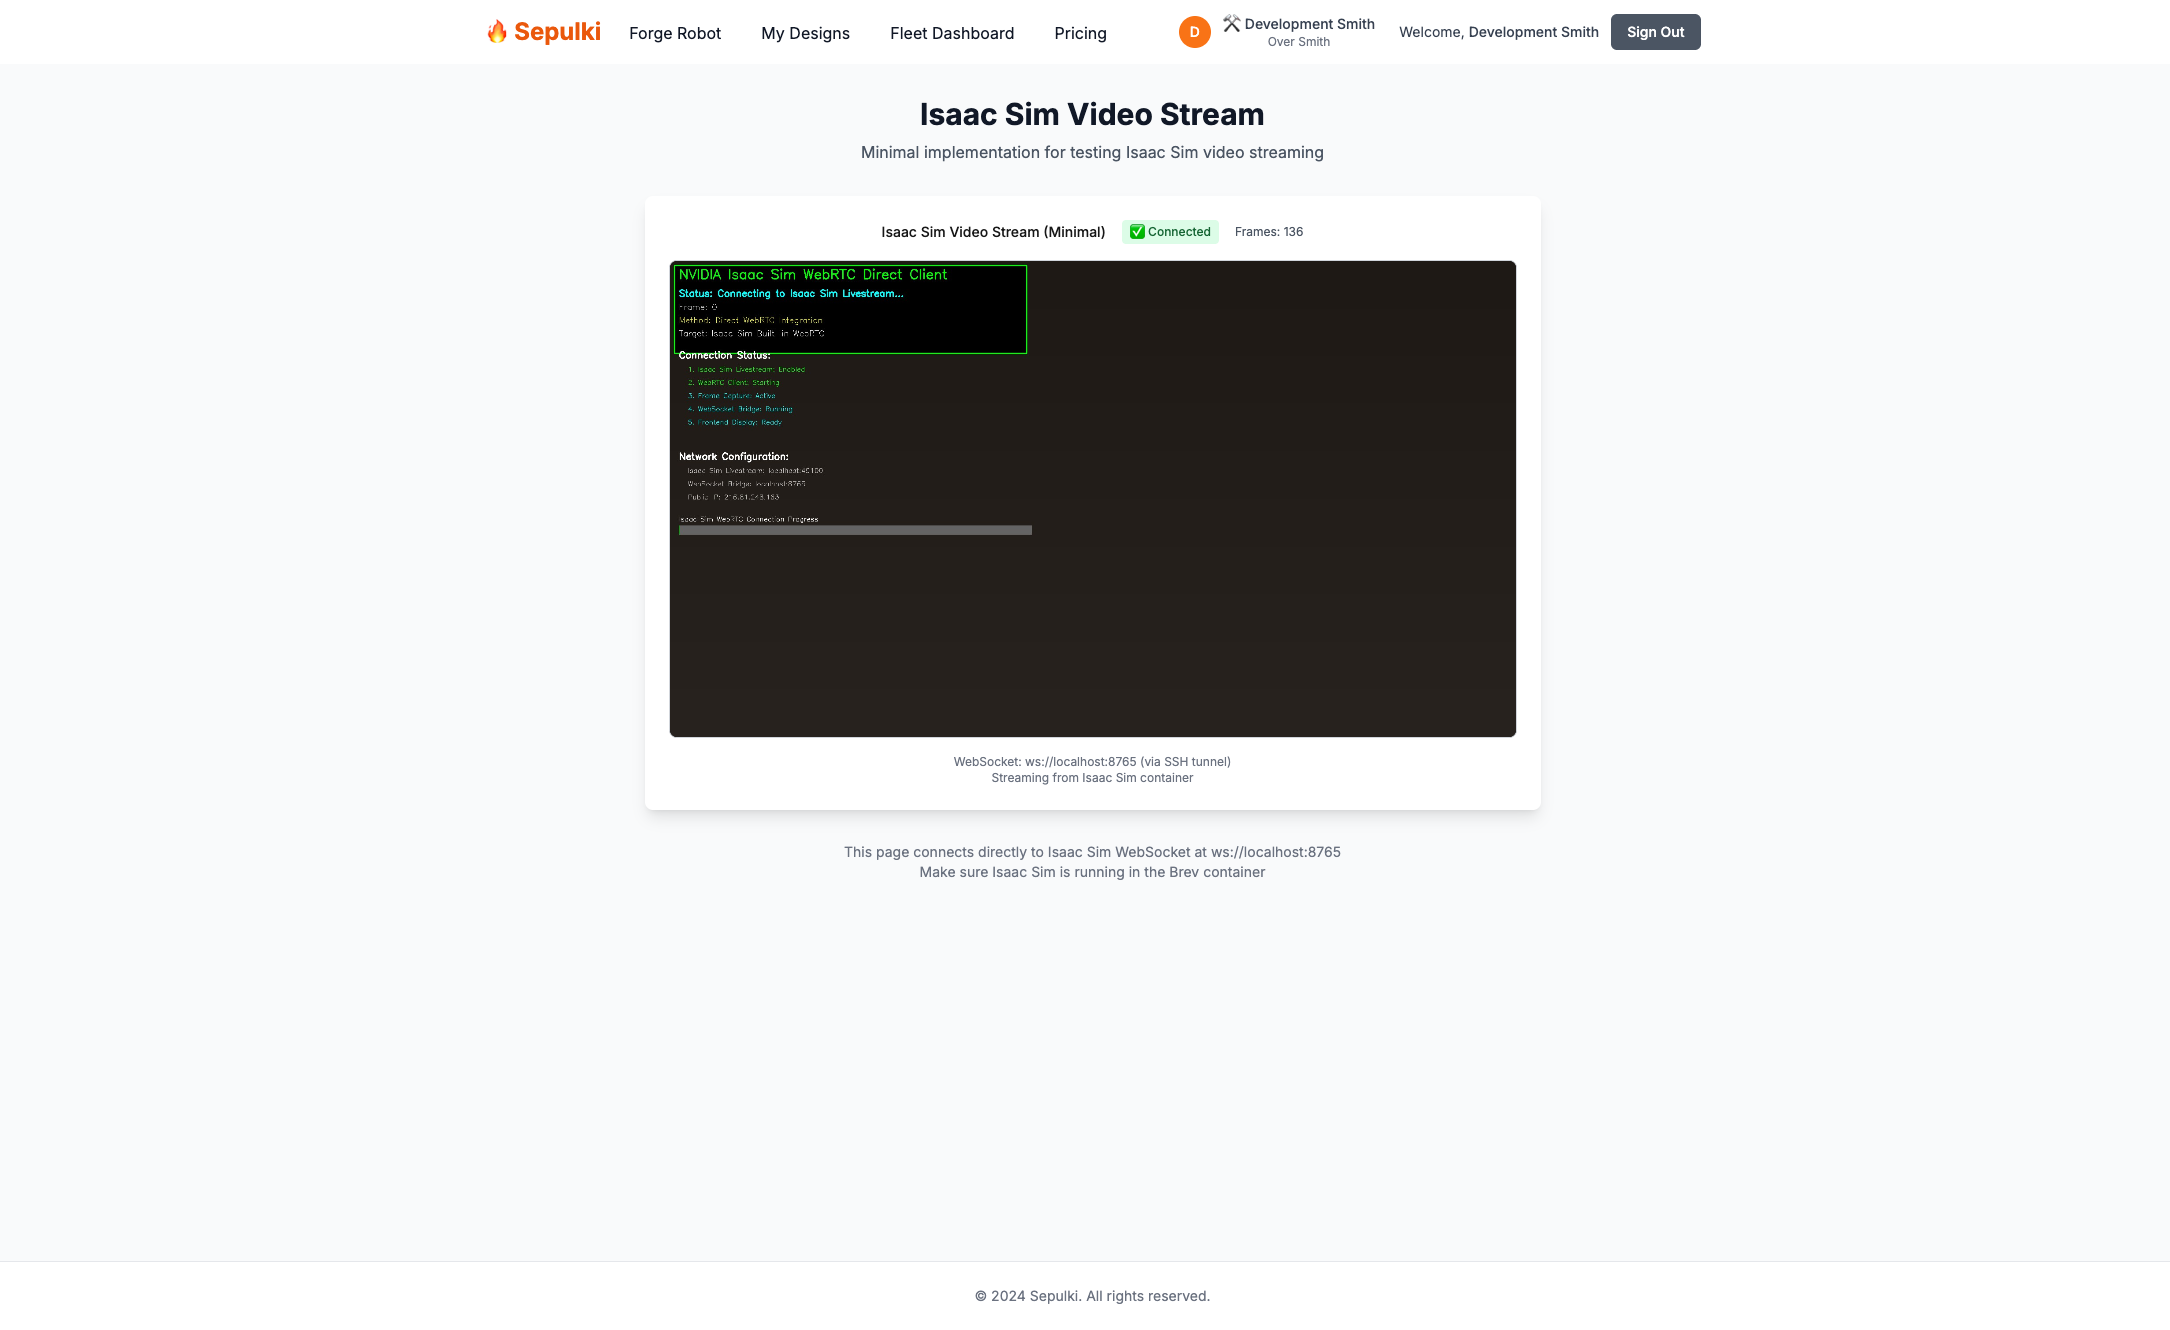 🔥 Sepulki
Forge Robot
My Designs
Fleet Dashboard
Pricing
D
⚒️ Development Smith
Over Smith
Welcome, Development Smith
Sign Out
Isaac Sim Video Stream
Minimal implementation for testing Isaac Sim video streaming
Isaac Sim Video Stream (Minimal)
✅ Connected
Frames: 136
NVIDIA Isaac Sim WebRTC Direct Client
Status: Connecting to Isaac Sim Livestream...
Frame: 0
Method: Direct WebRTC Integration
Target: Isaac Sim Built-in WebRTC
Connection Status:
1. Isaac Sim Livestream: Enabled
2. WebRTC Client: Starting
3. Frame Capture: Active
4. WebSocket Bridge: Running
5. Frontend Display: Ready
Network Configuration:
Isaac Sim Livestream: localhost:49100
WebSocket Bridge: localhost:8765
Public IP:
Isaac Sim WebRTC Connection Progress
WebSocket: ws://localhost:8765 (via SSH tunnel)
Streaming from Isaac Sim container
This page connects directly to Isaac Sim WebSocket at ws://localhost:8765
Make sure Isaac Sim is running in the Brev container
© 2024 Sepulki. All rights reserved.